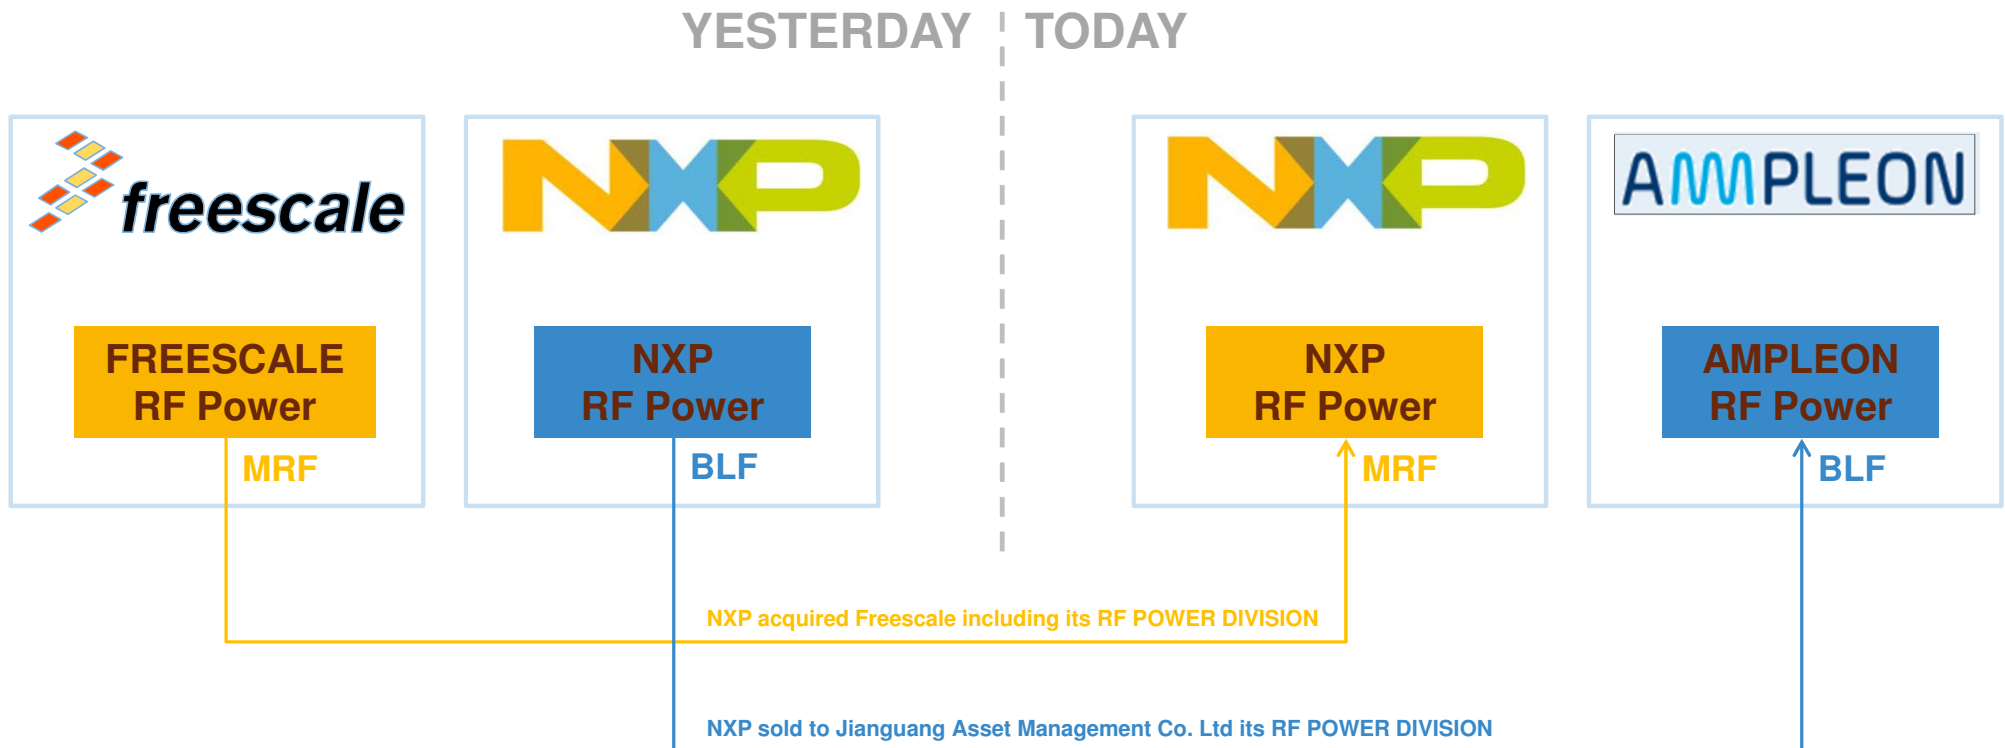 YESTERDAY TODAY
freescale
NXP
NXP
AMPLEON
FREESCALE
RF Power
MRF
NXP
RF Power
BLF
NXP
RF Power
MRF
AMPLEON
RF Power
BLF
NXP acquired Freescale including its RF POWER DIVISION
NXP sold to Jianguang Asset Management Co. Ltd its RF POWER DIVISION